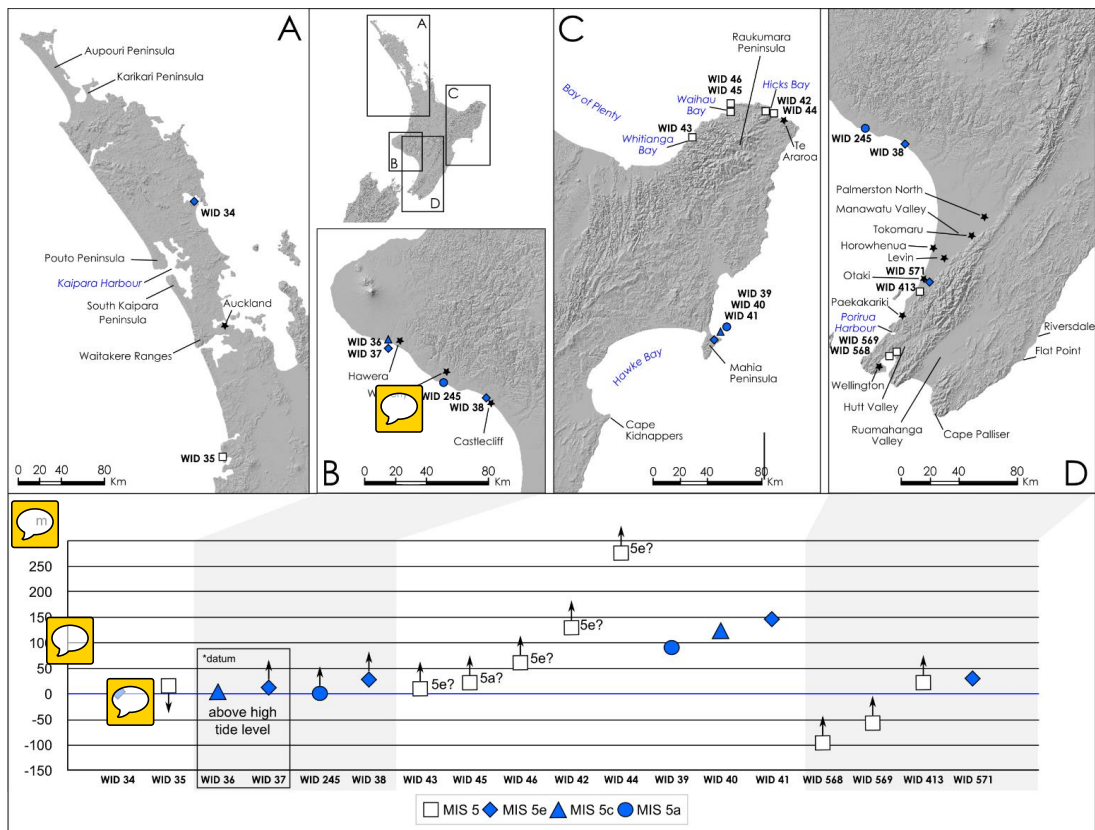 A
Aupouri Peninsula
Karikari Peninsula
WID 34
Pouto Peninsula
Kaipara Harbour
South Kaipara
Peninsula
Auckland
Waitakere Ranges
WID 35
0 20 40 60 80
Km
A
C
B
D
WID 36
WID 37
Hawera
WID 245
WID 38
Castlecliff
B
0 20 40 60 80
Km
C
Raukumara
Peninsula
WID 46
WID 45
Hicks Bay
WID 42
WID 44
Bay of Plenty
Waihau
Bay
WID 43
Whitianga
Bay
Te
Araroa
WID 39
WID 40
WID 41
Hawke Bay
Mahia
Peninsula
Cape
Kidnappers
0 20 40 60 80
Km
WID 245
WID 38
Palmerston North
Manawatu Valley
Tokomaru
Horowhenua
Levin
WID 571
Otaki
WID 413
Paekakariki
Porirua
Harbour
WID 569
WID 568
Riversdale
Flat Point
Wellington
Hutt Valley
Ruamahanga
Valley
Cape Palliser
0 20 40 60 80
Km
D
m
250
200
150
100
50
0
-50
-100
-150
*datum
above high
tide level
5e?
5a?
5e?
5e?
5e?
WID 34 WID 35 WID 36 WID 37 WID 245 WID 38 WID 43 WID 45 WID 46 WID 42 WID 44 WID 39 WID 40 WID 41 WID 568 WID 569 WID 413 WID 571
MIS 5 MIS 5e MIS 5c MIS 5a